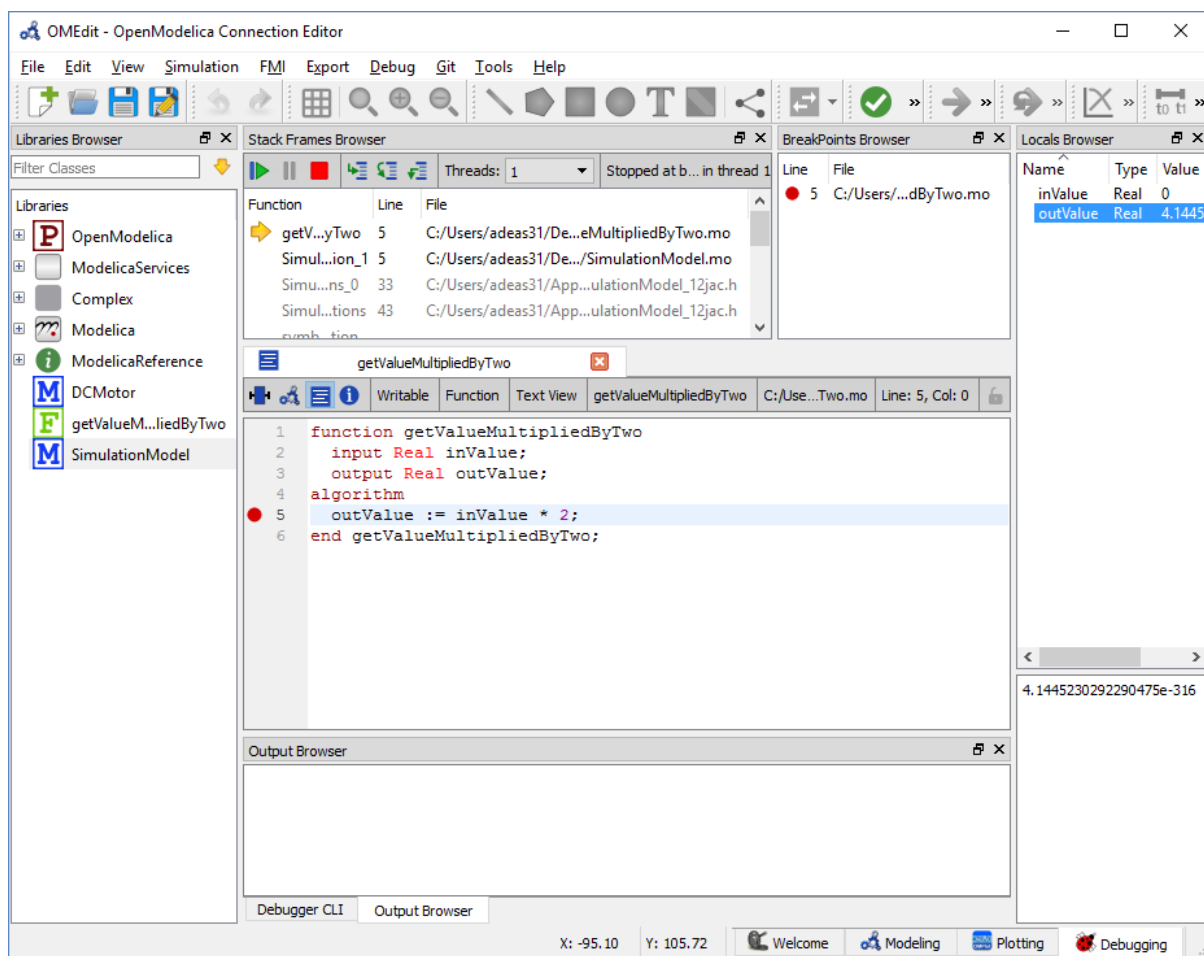 OMEdit - OpenModelica Connection Editor
File Edit View Simulation FMI Export Debug Git Tools Help
T » » » » t0 t1 »
Libraries Browser
Filter Classes
Libraries
P OpenModelica
ModelicaServices
Complex
Modelica
i ModelicaReference
M DCMotor
F getValueM...liedByTwo
M SimulationModel
Stack Frames Browser
Threads: 1 Stopped at b... in thread 1
Function Line File
getV...yTwo 5 C:/Users/adeas31/De...eMultipliedByTwo.mo
Simul...ion_1 5 C:/Users/adeas31/De.../SimulationModel.mo
Simu...ns_0 33 C:/Users/adeas31/App...ulationModel_12jac.h
Simul...tions 43 C:/Users/adeas31/App...ulationModel_12jac.h
BreakPoints Browser
Line File
5 C:/Users/...dByTwo.mo
Locals Browser
Name Type Value
inValue Real 0
outValue Real 4.1445
4.1445230292290475e-316
getValueMultipliedByTwo
i Writable Function Text View getValueMultipliedByTwo C:/Use...Two.mo Line: 5, Col: 0
1 function getValueMultipliedByTwo
2 input Real inValue;
3 output Real outValue;
4 algorithm
5 outValue := inValue * 2;
6 end getValueMultipliedByTwo;
Output Browser
Debugger CLI Output Browser
X: -95.10 Y: 105.72 Welcome Modeling Plotting Debugging